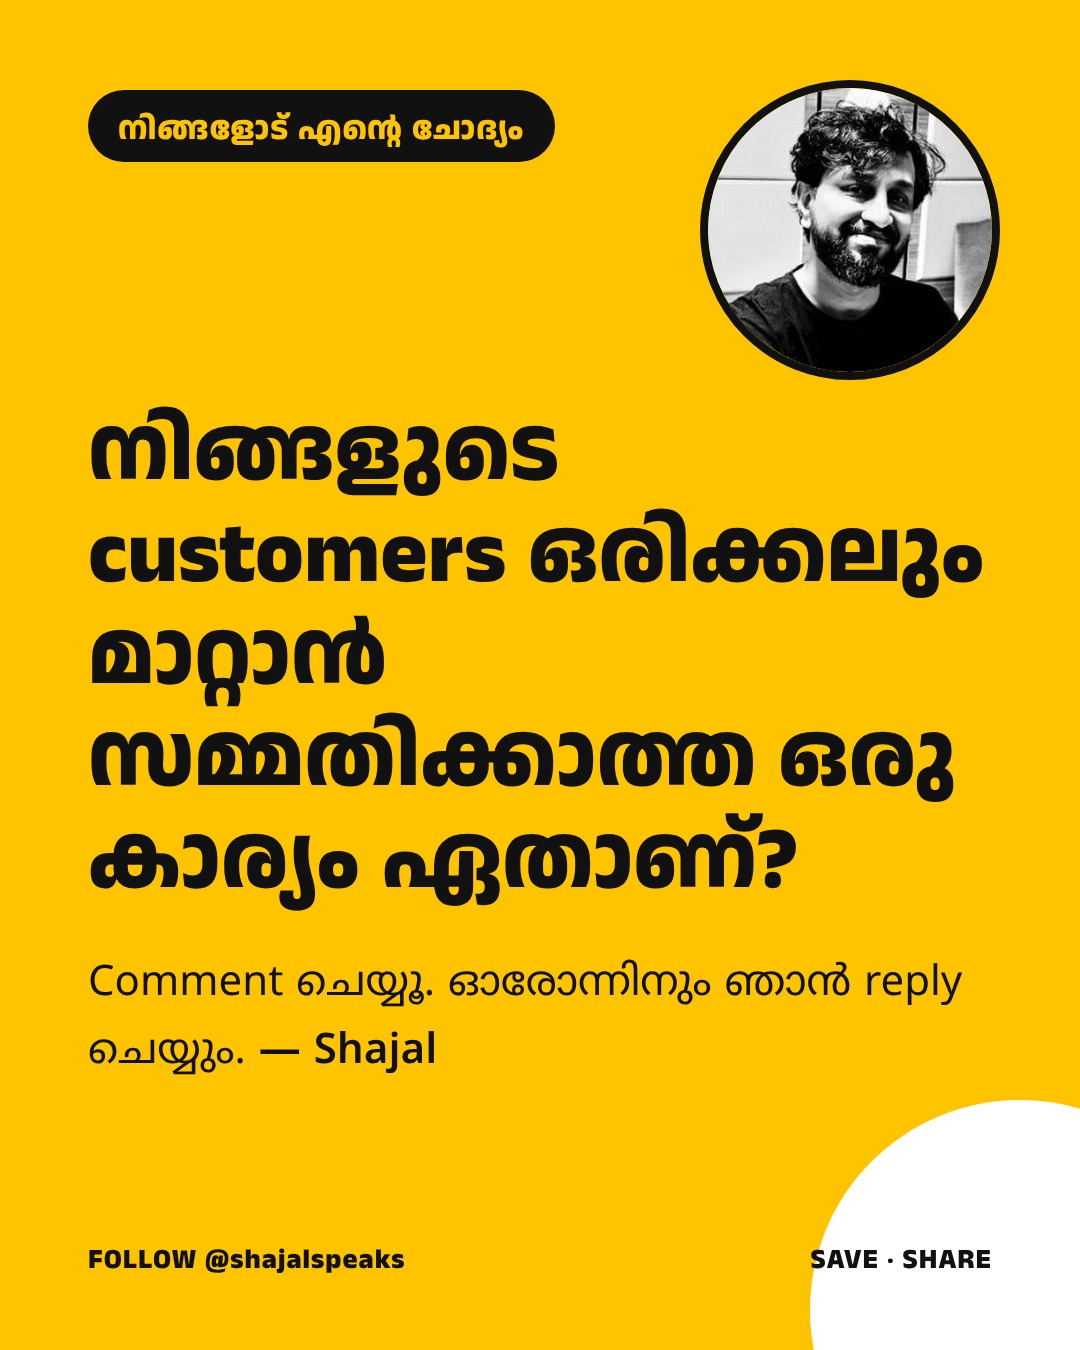 നിങ്ങളോട് എന്റെ ചോദ്യം
നിങ്ങളുടെ
customers ഒരിക്കലും
മാറ്റാൻ
സമ്മതിക്കാത്ത ഒരു
കാര്യം ഏതാണ്?
Comment ചെയ്യൂ. ഓരോന്നിനും ഞാൻ reply
ചെയ്യും. — Shajal
FOLLOW @shajalspeaks
SAVE · SHARE